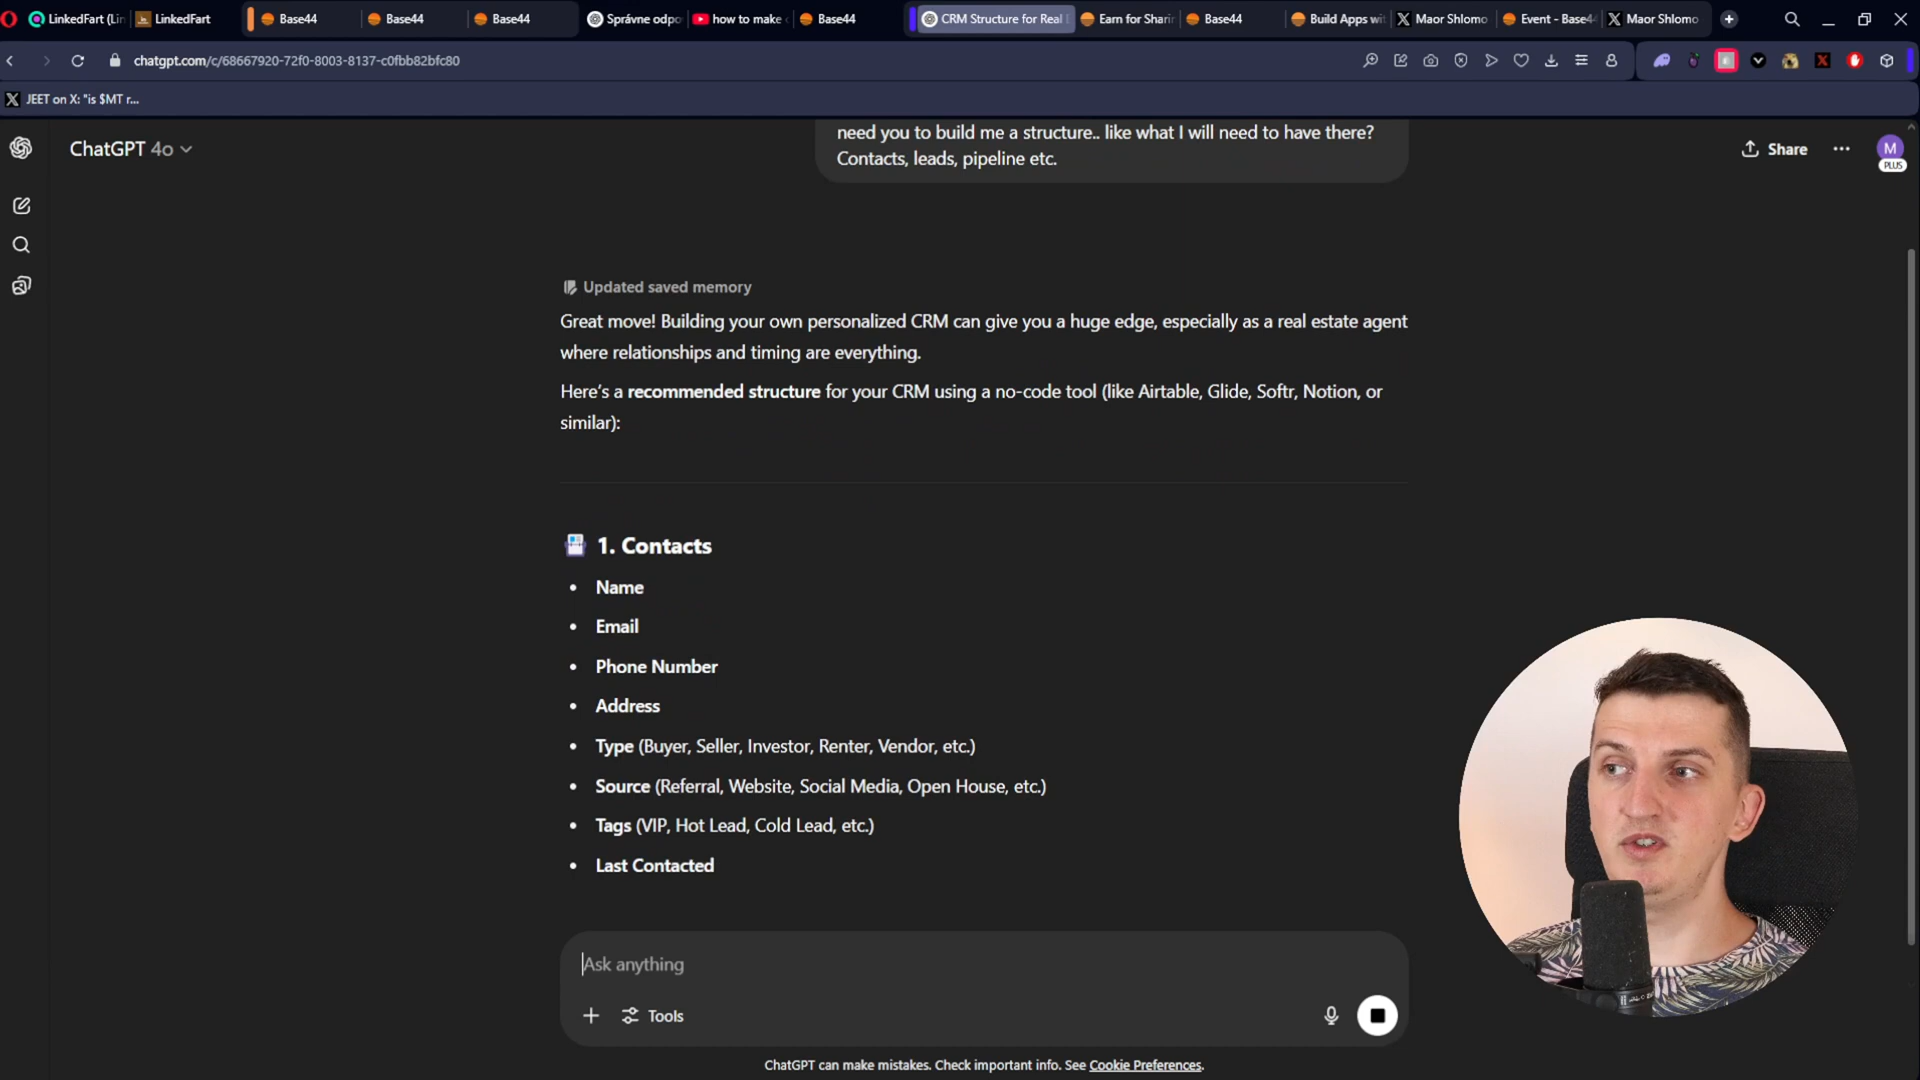 LinkedFart (Lin
LinkedFart
Base44
Base44
Base44
Správne odpo
how to make
Base44
CRM Structure for Real E
Earn for Sharin
Base44
Build Apps wi
Maor Shlomo
Event - Base44
Maor Shlomo
chatgpt.com/c/68667920-72f0-8003-8137-c0fbb82bfc80
JEET on X: "is $MT r...
ChatGPT 4o
Share
M
PLUS
need you to build me a structure.. like what I will need to have there?
Contacts, leads, pipeline etc.
Updated saved memory
Great move! Building your own personalized CRM can give you a huge edge, especially as a real estate agent
where relationships and timing are everything.
Here's a recommended structure for your CRM using a no-code tool (like Airtable, Glide, Softr, Notion, or
similar):
1. Contacts
• Name
• Email
• Phone Number
• Address
• Type (Buyer, Seller, Investor, Renter, Vendor, etc.)
• Source (Referral, Website, Social Media, Open House, etc.)
• Tags (VIP, Hot Lead, Cold Lead, etc.)
• Last Contacted
Ask anything
Tools
ChatGPT can make mistakes. Check important info. See Cookie Preferences.